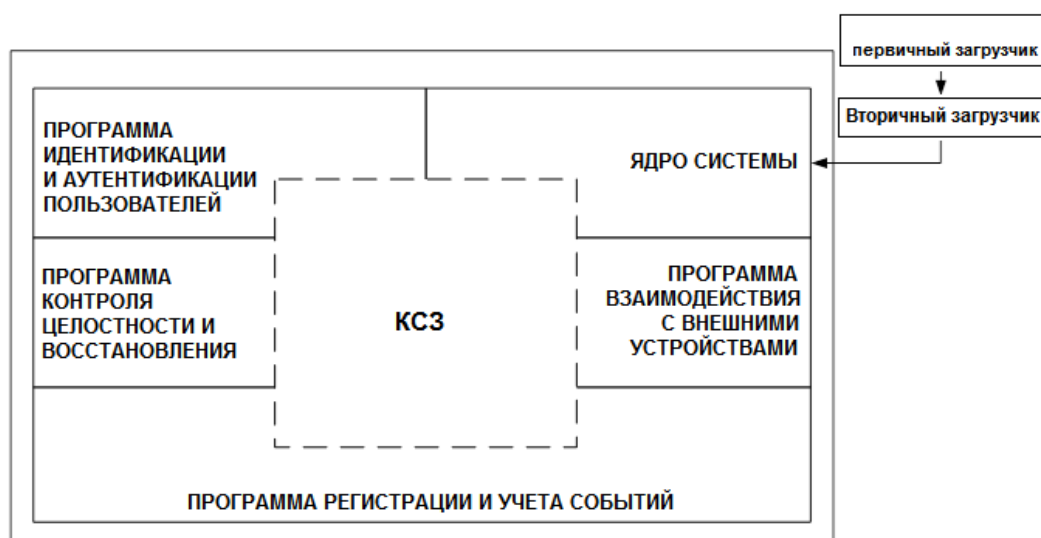 первичный загрузчик
Вторичный загрузчик
ПРОГРАММА
ИДЕНТИФИКАЦИИ
И АУТЕНТИФИКАЦИИ
ПОЛЬЗОВАТЕЛЕЙ
ЯДРО СИСТЕМЫ
ПРОГРАММА
КОНТРОЛЯ
ЦЕЛОСТНОСТИ И
ВОССТАНОВЛЕНИЯ
КСЗ
ПРОГРАММА
ВЗАИМОДЕЙСТВИЯ
С ВНЕШНИМИ
УСТРОЙСТВАМИ
ПРОГРАММА РЕГИСТРАЦИИ И УЧЕТА СОБЫТИЙ